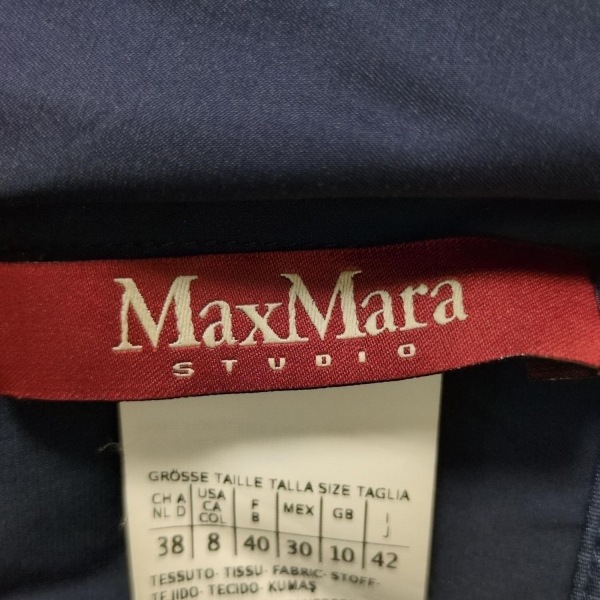 MaxMara
STUDIO
GRÖSSE TAILLE TALLA SIZE TAGLIA
CH A USA F MEX GB I
NL D CA B J
COL
38 8 40 30 10 42
TESSUTO- TISSU- FABRIC- STOFF-
TEJIDO- TECIDO- KUMAŞ